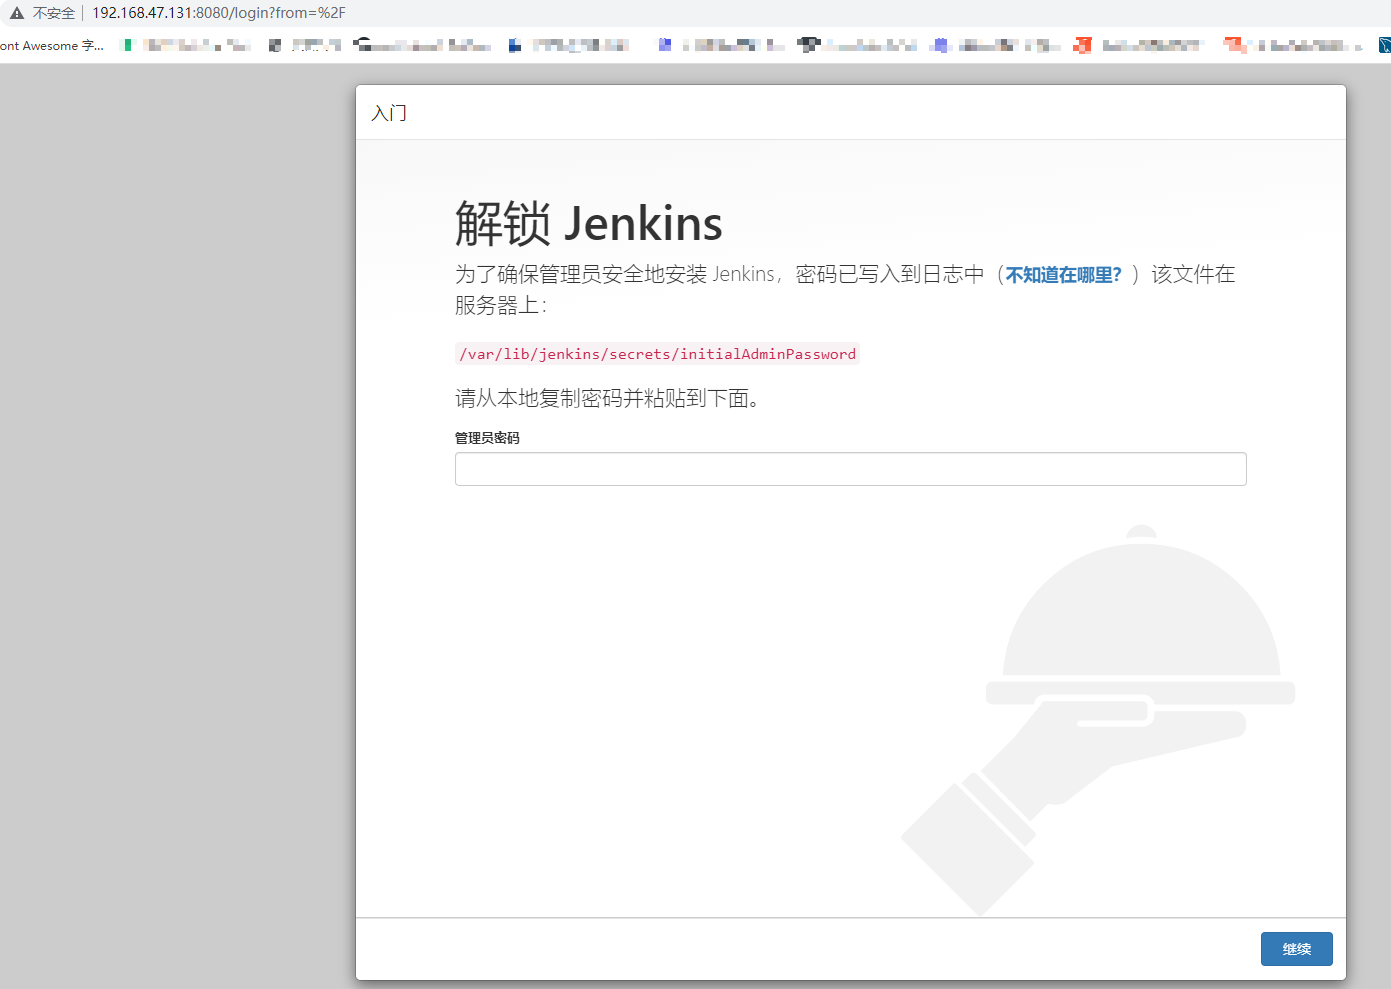 不安全 192.168.47.131:8080/login?from=%2F
ont Awesome 字...
入门
解锁 Jenkins
为了确保管理员安全地安装 Jenkins，密码已写入到日志中（不知道在哪里？）该文件在
服务器上：
/var/lib/jenkins/secrets/initialAdminPassword
请从本地复制密码并粘贴到下面。
管理员密码
继续